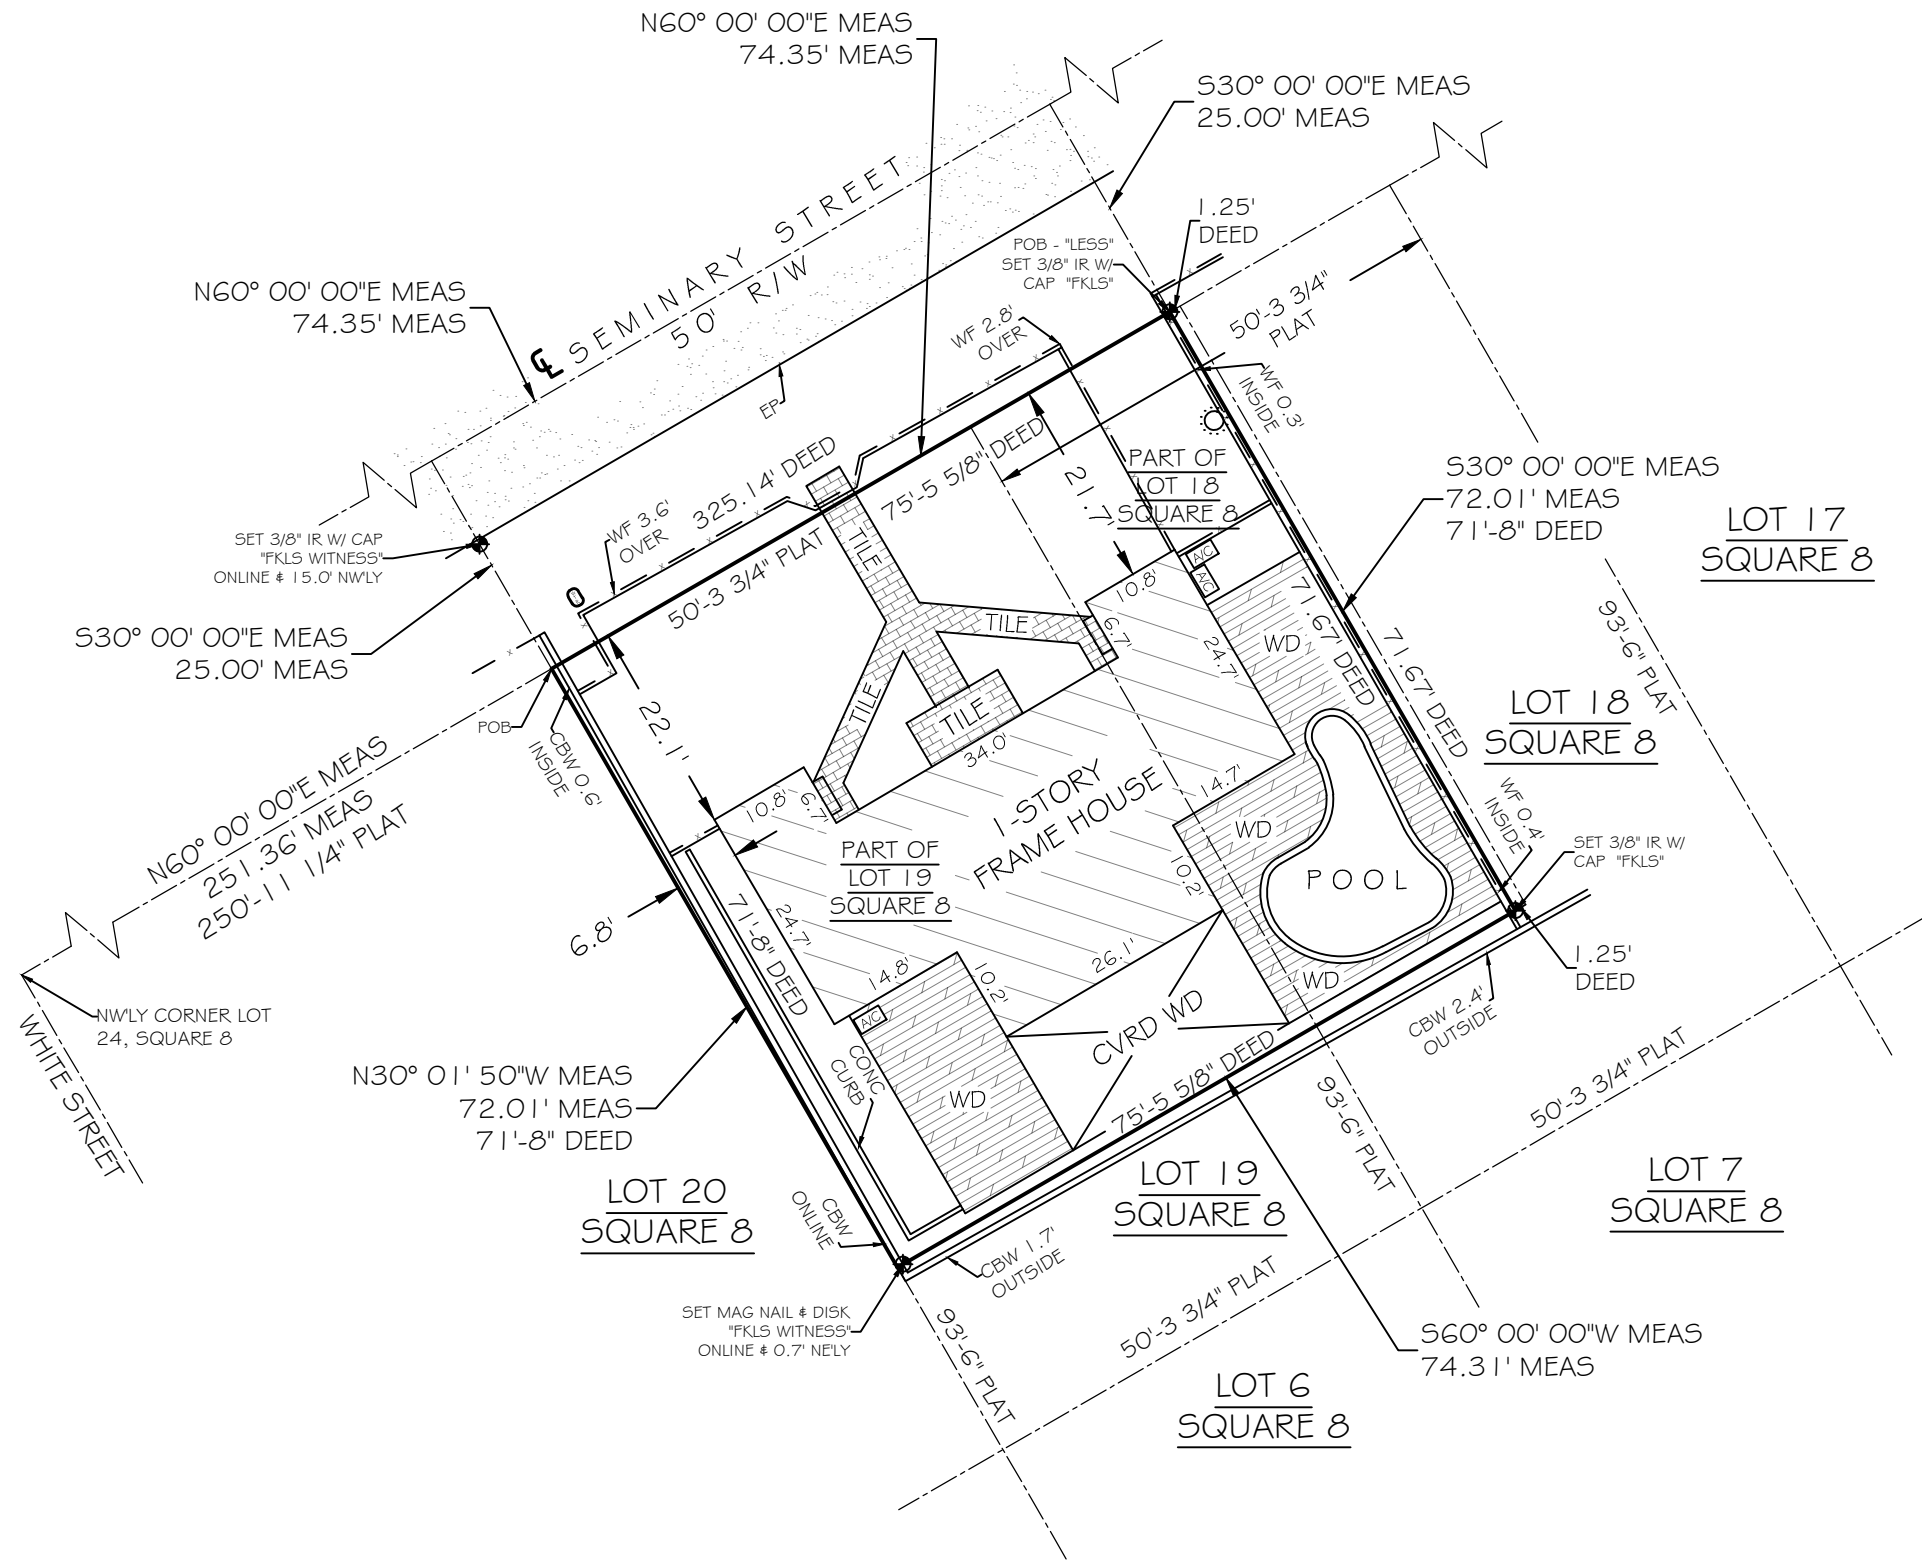 N60° 00' 00"E MEAS
74.35' MEAS
S30° 00' 00"E MEAS
25.00' MEAS
1.25'
DEED
POB - "LESS"
SET 3/8" IR W/
CAP "FKLS"
50'-3 3/4"
PLAT
N60° 00' 00"E MEAS
74.35' MEAS
℄ SEMINARY STREET
50' R/W
WF 2.8'
OVER
EP
WF 0.3'
INSIDE
325.14' DEED
75'-5 5/8" DEED
21.7'
PART OF
LOT 18
SQUARE 8
S30° 00' 00"E MEAS
72.01' MEAS
71'-8" DEED
LOT 17
SQUARE 8
SET 3/8" IR W/ CAP
"FKLS WITNESS"
ONLINE & 15.0' NW'LY
WF 3.6'
OVER
50'-3 3/4" PLAT
TILE
A/C
A/C
10.8'
6.7'
24.7'
WD
71.67' DEED
71.67' DEED
93'-6" PLAT
S30° 00' 00"E MEAS
25.00' MEAS
TILE
TILE
TILE
22.1'
POB
CBW 0.6'
INSIDE
34.0'
LOT 18
SQUARE 8
N60° 00' 00"E MEAS
251.36' MEAS
250'-11 1/4" PLAT
10.8'
6.7'
1-STORY
FRAME HOUSE
14.7'
WD
10.2'
POOL
WF 0.4'
INSIDE
SET 3/8" IR W/
CAP "FKLS"
PART OF
LOT 19
SQUARE 8
6.8'
71'-8" DEED
24.7'
14.8'
10.2'
26.1'
WD
1.25'
DEED
NW'LY CORNER LOT
24, SQUARE 8
WHITE STREET
A/C
CONC
CURB
CVRD WD
CBW 2.4'
OUTSIDE
N30° 01' 50"W MEAS
72.01' MEAS
71'-8" DEED
WD
75'-5 5/8" DEED
93'-6" PLAT
50'-3 3/4" PLAT
LOT 20
SQUARE 8
CBW
ONLINE
LOT 19
SQUARE 8
LOT 7
SQUARE 8
CBW 1.7'
OUTSIDE
SET MAG NAIL & DISK
"FKLS WITNESS"
ONLINE & 0.7' NE'LY
93'-6" PLAT
50'-3 3/4" PLAT
S60° 00' 00"W MEAS
74.31' MEAS
LOT 6
SQUARE 8